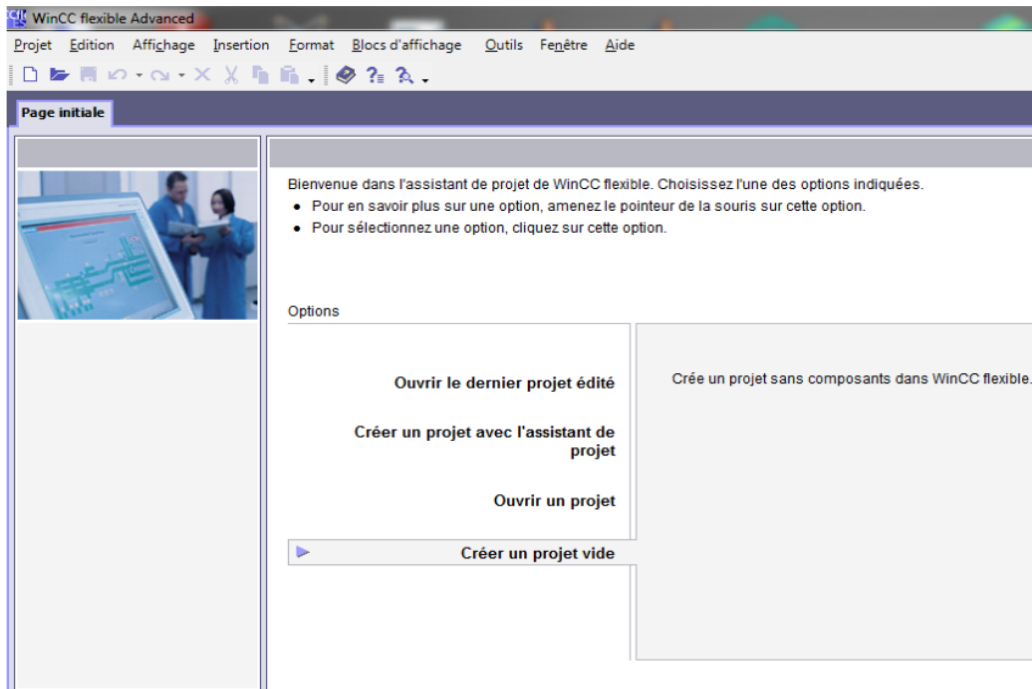 WinCC flexible Advanced
Projet Edition Affichage Insertion Format Blocs d'affichage Outils Fenêtre Aide
Page initiale
Bienvenue dans l'assistant de projet de WinCC flexible. Choisissez l'une des options indiquées.
• Pour en savoir plus sur une option, amenez le pointeur de la souris sur cette option.
• Pour sélectionnez une option, cliquez sur cette option.
Options
Ouvrir le dernier projet édité
Crée un projet sans composants dans WinCC flexible.
Créer un projet avec l'assistant de
projet
Ouvrir un projet
Créer un projet vide